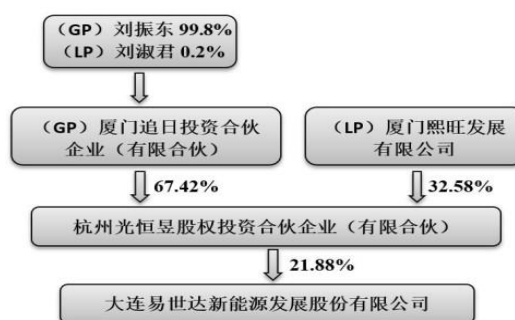 （GP）刘振东 99.8%
（LP）刘淑君 0.2%
（GP）厦门追日投资合伙
企业（有限合伙）
（LP）厦门熙旺发展
有限公司
67.42%
32.58%
杭州光恒昱股权投资合伙企业（有限合伙）
21.88%
大连易世达新能源发展股份有限公司